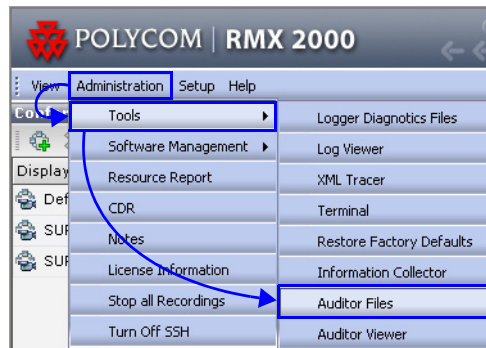 POLYCOM | RMX 2000
View Administration Setup Help
Tools
Logger Diagnostics Files
Software Management
Log Viewer
Display
Resource Report
XML Tracer
Def
CDR
Terminal
SUP
Notes
Restore Factory Defaults
SUP
License Information
Information Collector
Stop all Recordings
Auditor Files
Turn Off SSH
Auditor Viewer